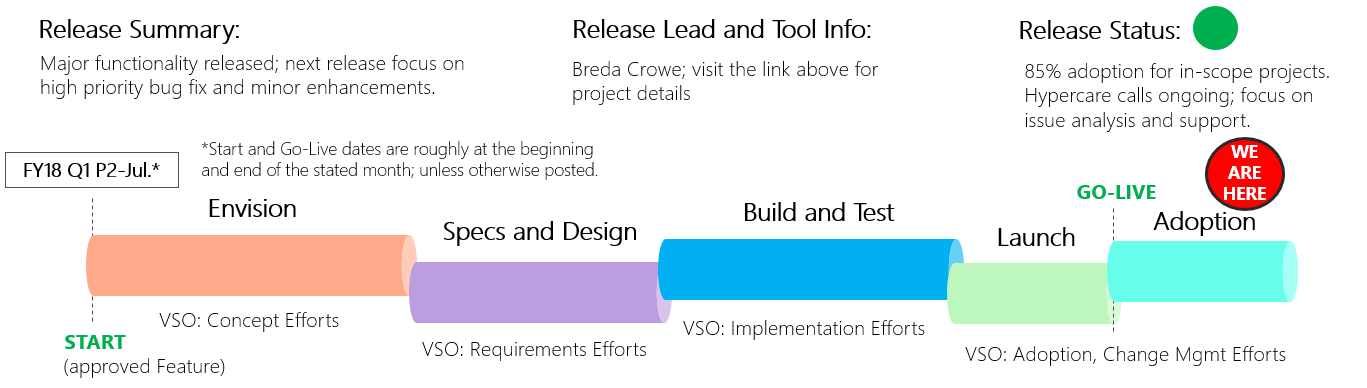 Release Summary:
Major functionality released; next release focus on
high priority bug fix and minor enhancements.
Release Lead and Tool Info:
Breda Crowe; visit the link above for
project details
Release Status:
85% adoption for in-scope projects.
Hypercare calls ongoing; focus on
issue analysis and support.
FY18 Q1 P2-Jul.*
*Start and Go-Live dates are roughly at the beginning
and end of the stated month; unless otherwise posted.
WE
ARE
HERE
GO-LIVE
Envision
Specs and Design
Build and Test
Launch
Adoption
VSO: Concept Efforts
VSO: Requirements Efforts
VSO: Implementation Efforts
VSO: Adoption, Change Mgmt Efforts
START
(approved Feature)